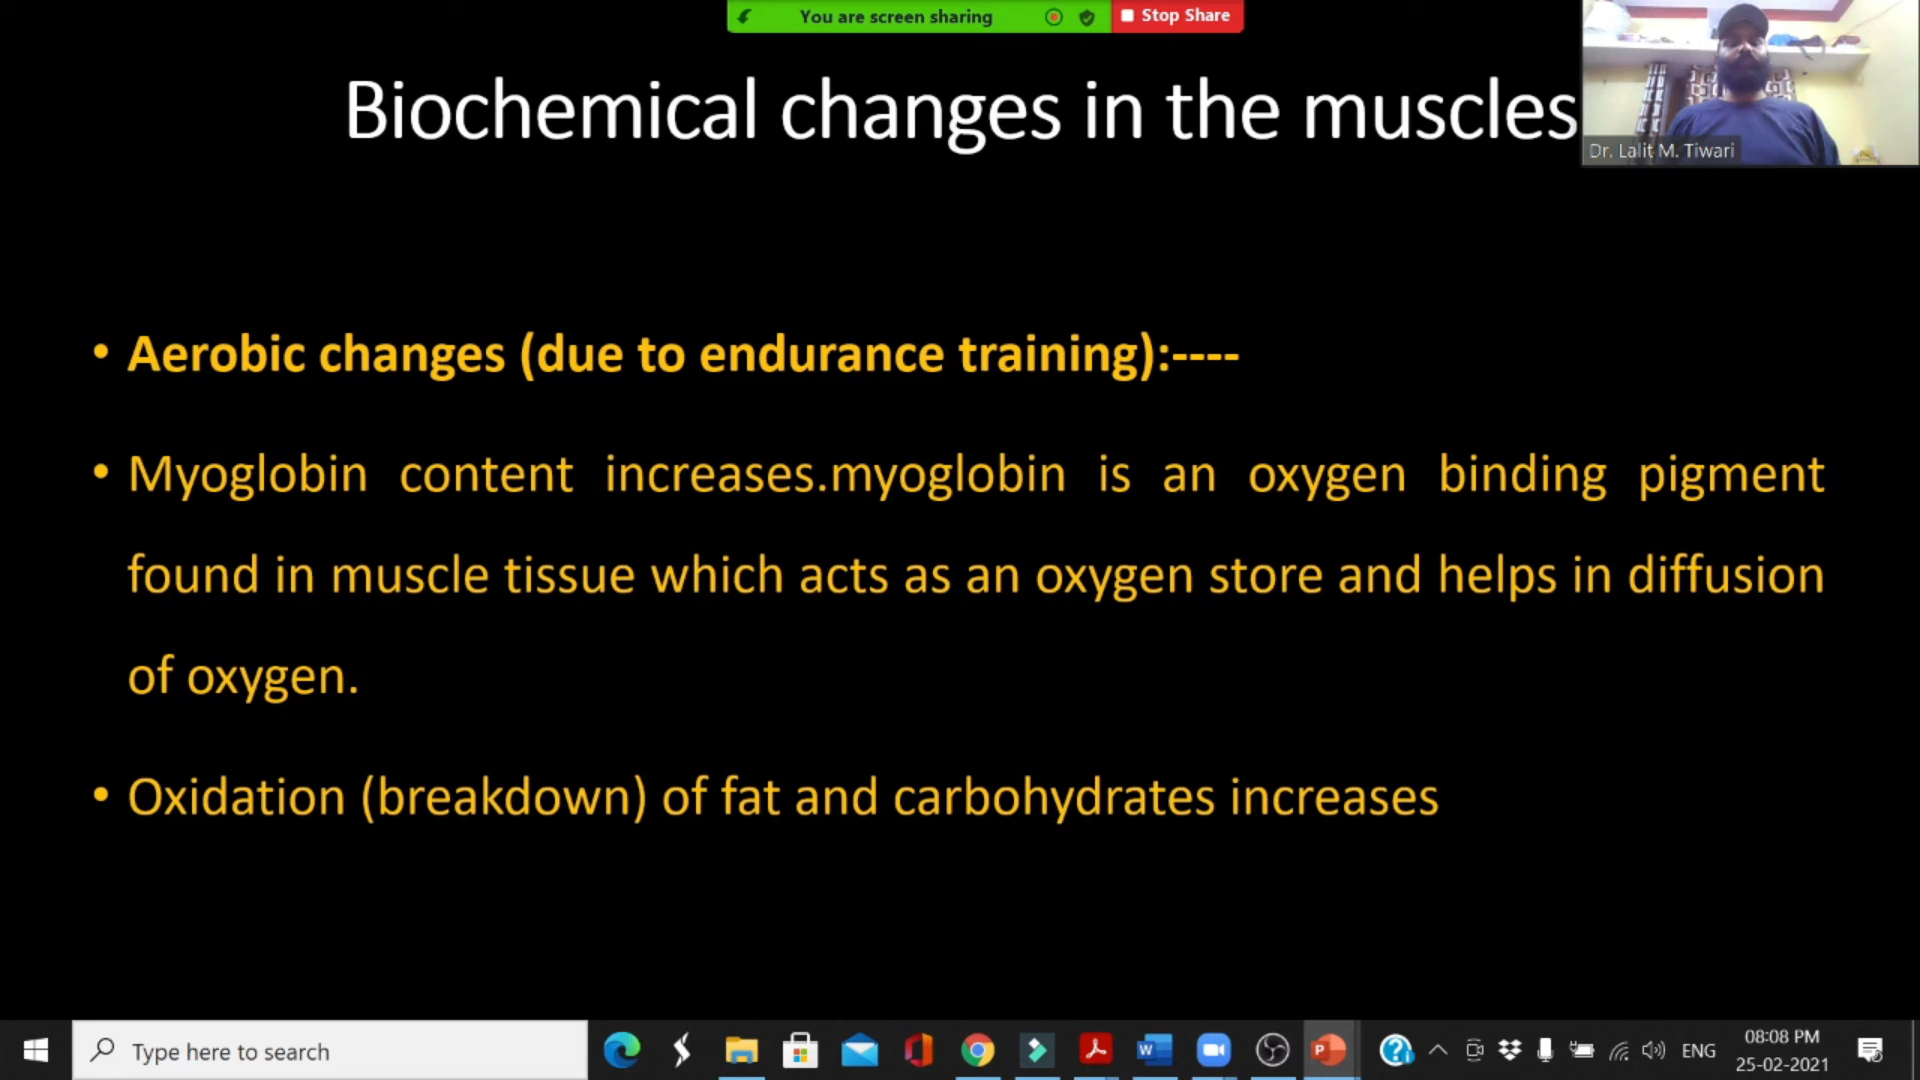 You are screen sharing
Stop Share
Biochemical changes in the muscles
Dr. Lalit M. Tiwari
• Aerobic changes (due to endurance training):----
• Myoglobin content increases.myoglobin is an oxygen binding pigment
found in muscle tissue which acts as an oxygen store and helps in diffusion
of oxygen.
• Oxidation (breakdown) of fat and carbohydrates increases
Type here to search
ENG
08:08 PM
25-02-2021